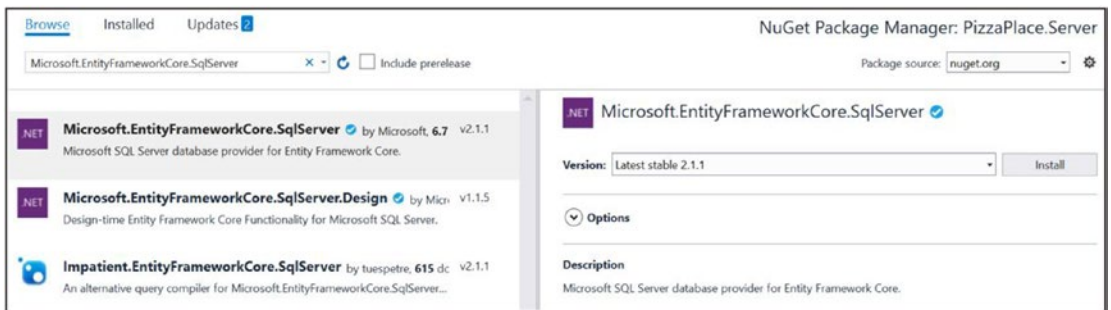 Browse Installed Updates 2
NuGet Package Manager: PizzaPlace.Server
Microsoft.EntityFrameworkCore.SqlServer
Include prerelease
Package source: nuget.org
.NET
Microsoft.EntityFrameworkCore.SqlServer by Microsoft, 6.7 v2.1.1
Microsoft SQL Server database provider for Entity Framework Core.
.NET
Microsoft.EntityFrameworkCore.SqlServer.Design by Micro v1.1.5
Design-time Entity Framework Core Functionality for Microsoft SQL Server.
Impatient.EntityFrameworkCore.SqlServer by tuespetre, 615 dc v2.1.1
An alternative query compiler for Microsoft.EntityFrameworkCore.SqlServer...
.NET
Microsoft.EntityFrameworkCore.SqlServer
Version: Latest stable 2.1.1 Install
Options
Description
Microsoft SQL Server database provider for Entity Framework Core.